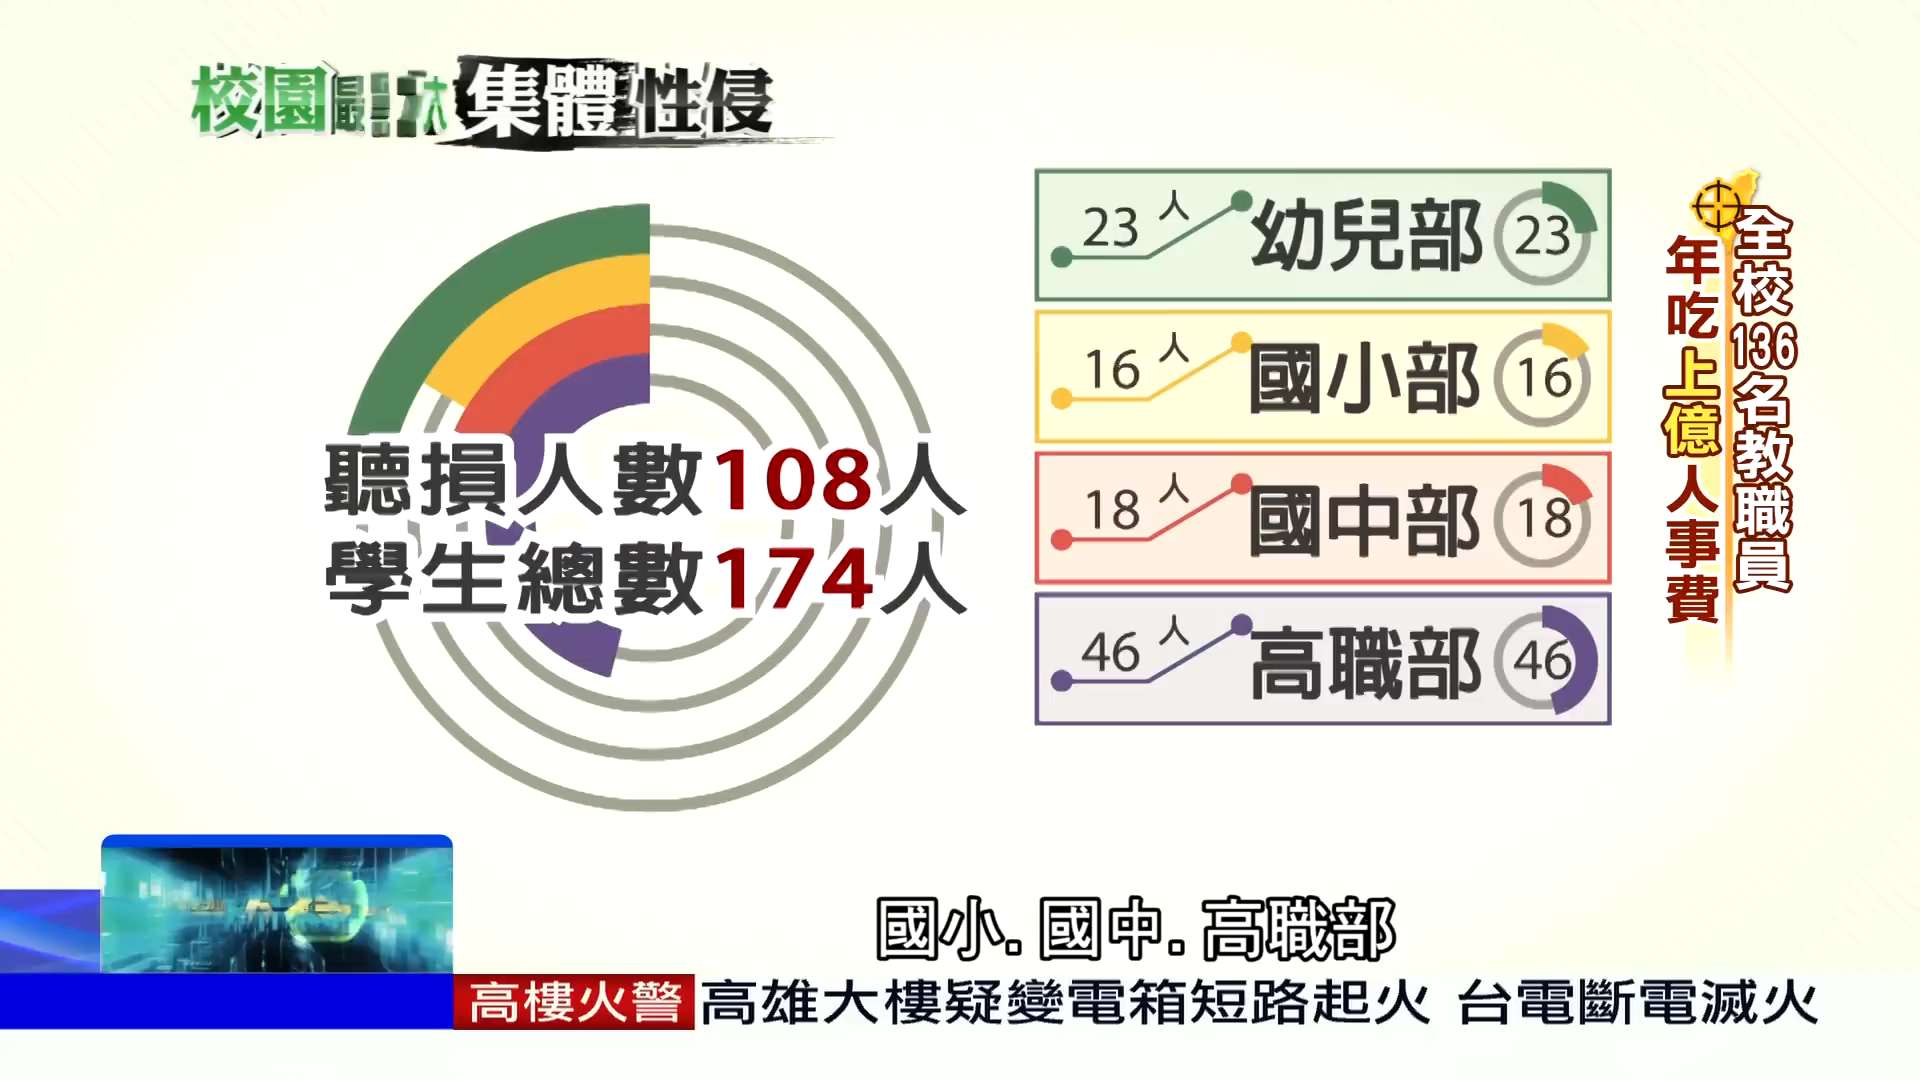 校園最大集體性侵
23人 幼兒部 23
16人 國小部 16
18人 國中部 18
46人 高職部 46
聽損人數108人
學生總數174人
全校136名教職員
年吃上億人事費
國小.國中.高職部
高樓火警 高雄大樓疑變電箱短路起火 台電斷電滅火